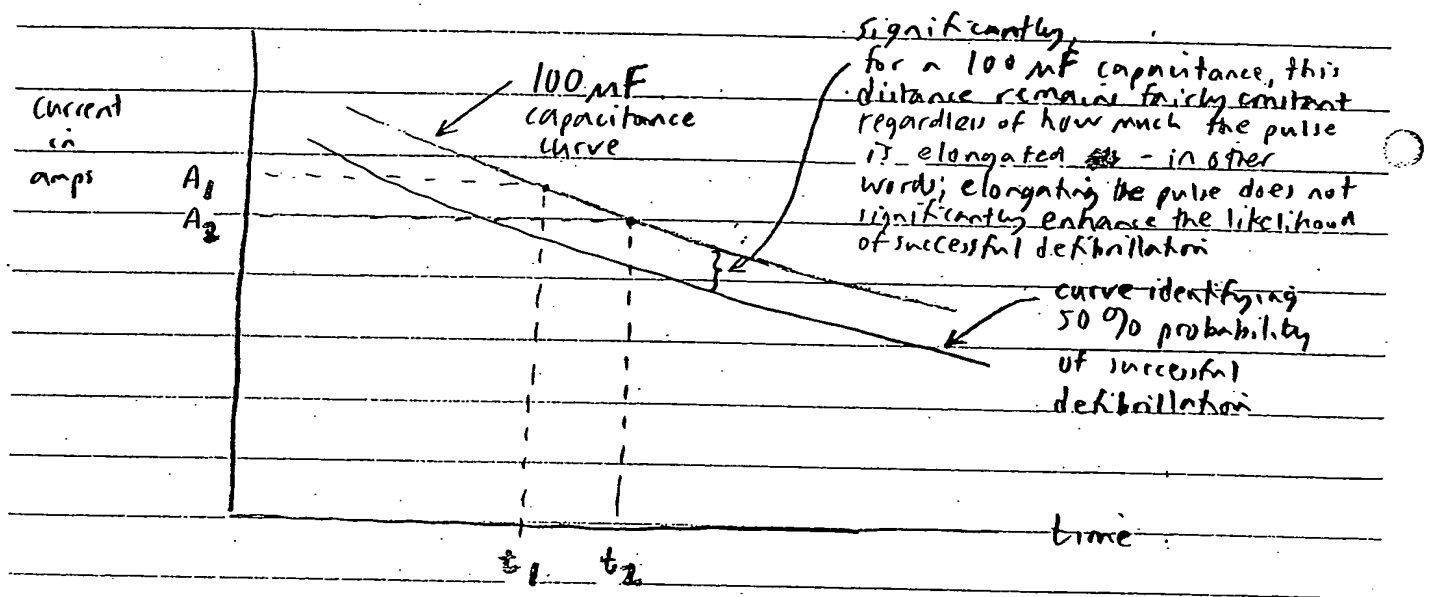 significantly,
for a 100 MF capacitance, this
distance remains fairly constant
regardless of how much the pulse
is elongated - in other
words; elongating the pulse does not
significantly enhance the likelihood
of successful defibrillation
100 MF
capacitance
curve
current
in
amps
A1
A2
curve identifying
50% probability
of successful
defibrillation
time
t1 t2